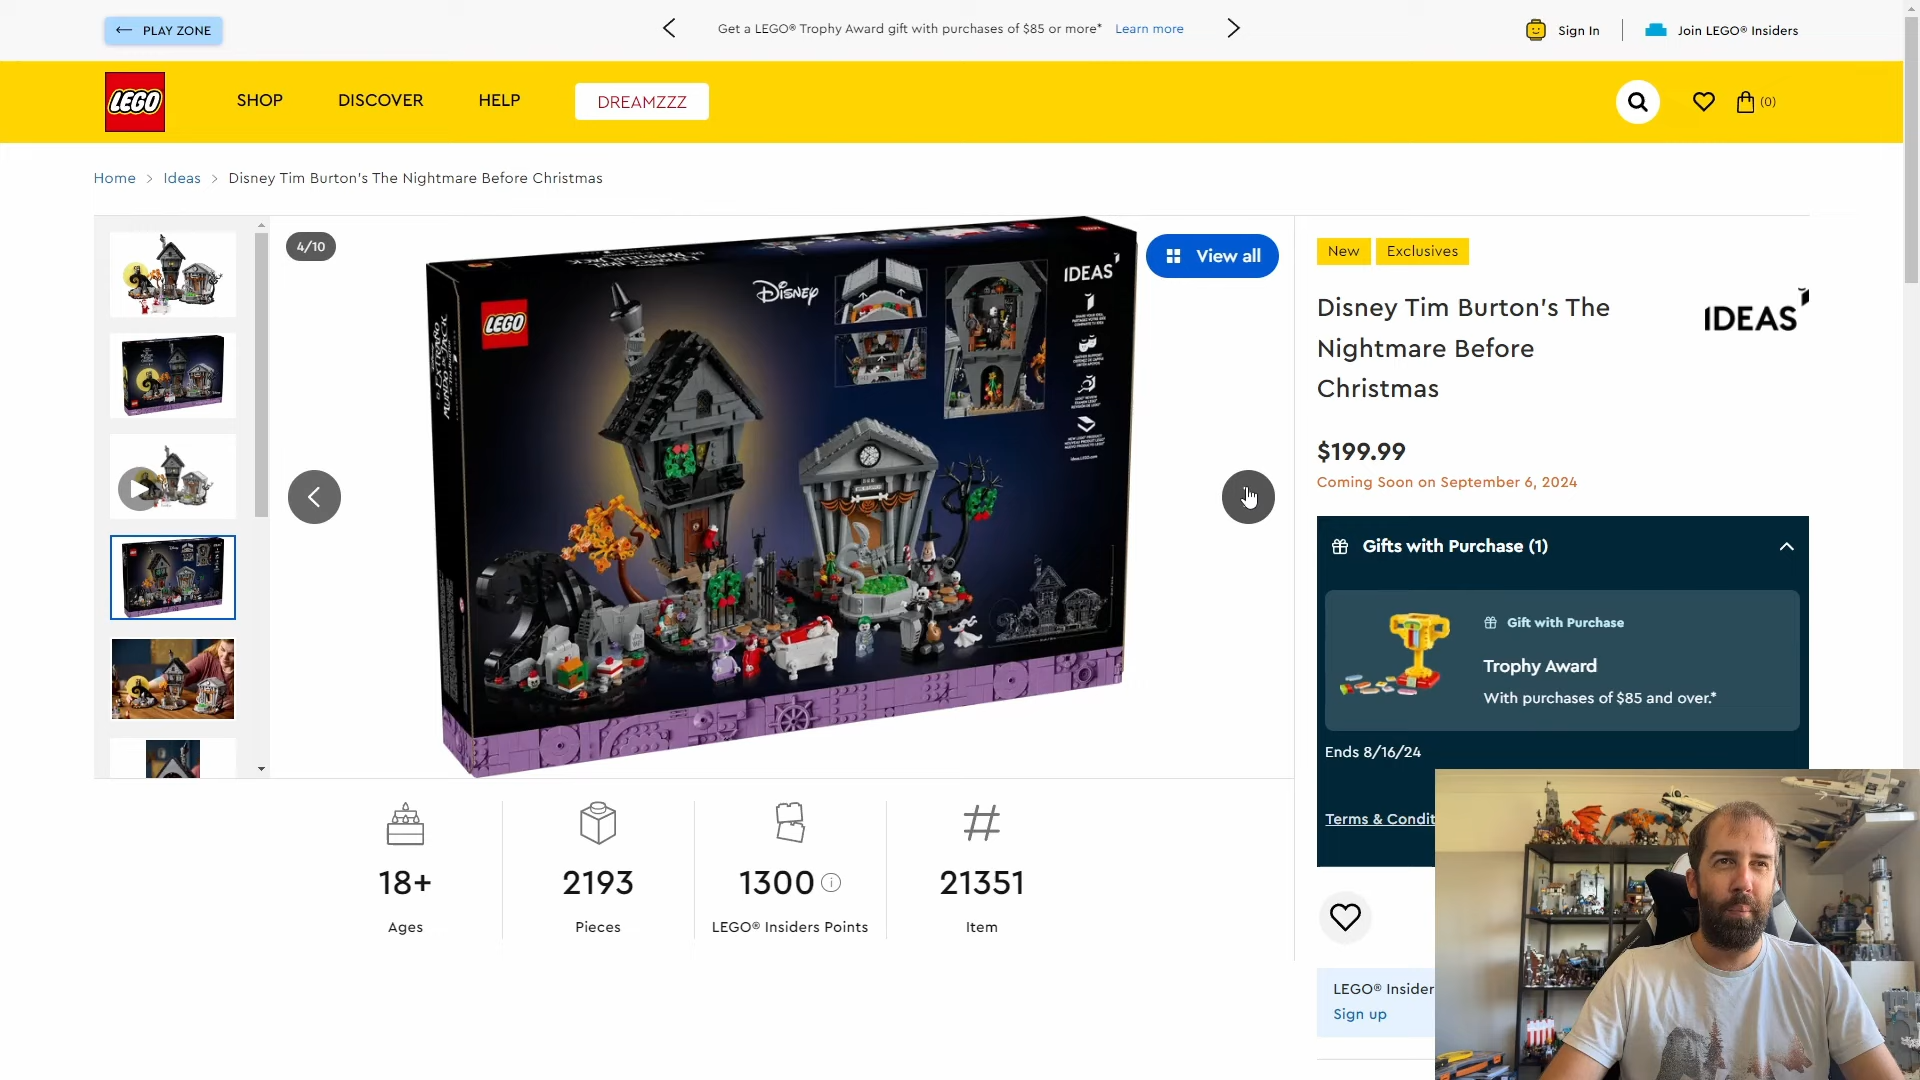 PLAY ZONE
Get a LEGO® Trophy Award gift with purchases of $85 or more* Learn more
Sign In
Join LEGO® Insiders
LEGO
SHOP
DISCOVER
HELP
DREAMZZZ
(0)
Home > Ideas > Disney Tim Burton's The Nightmare Before Christmas
4/10
View all
LEGO
Disney
IDEAS
New
Exclusives
Disney Tim Burton's The
Nightmare Before
Christmas
IDEAS
$199.99
Coming Soon on September 6, 2024
Gifts with Purchase (1)
Gift with Purchase
Trophy Award
With purchases of $85 and over.*
Ends 8/16/24
Terms & Condit
18+
Ages
2193
Pieces
1300
LEGO® Insiders Points
21351
Item
LEGO® Insider
Sign up